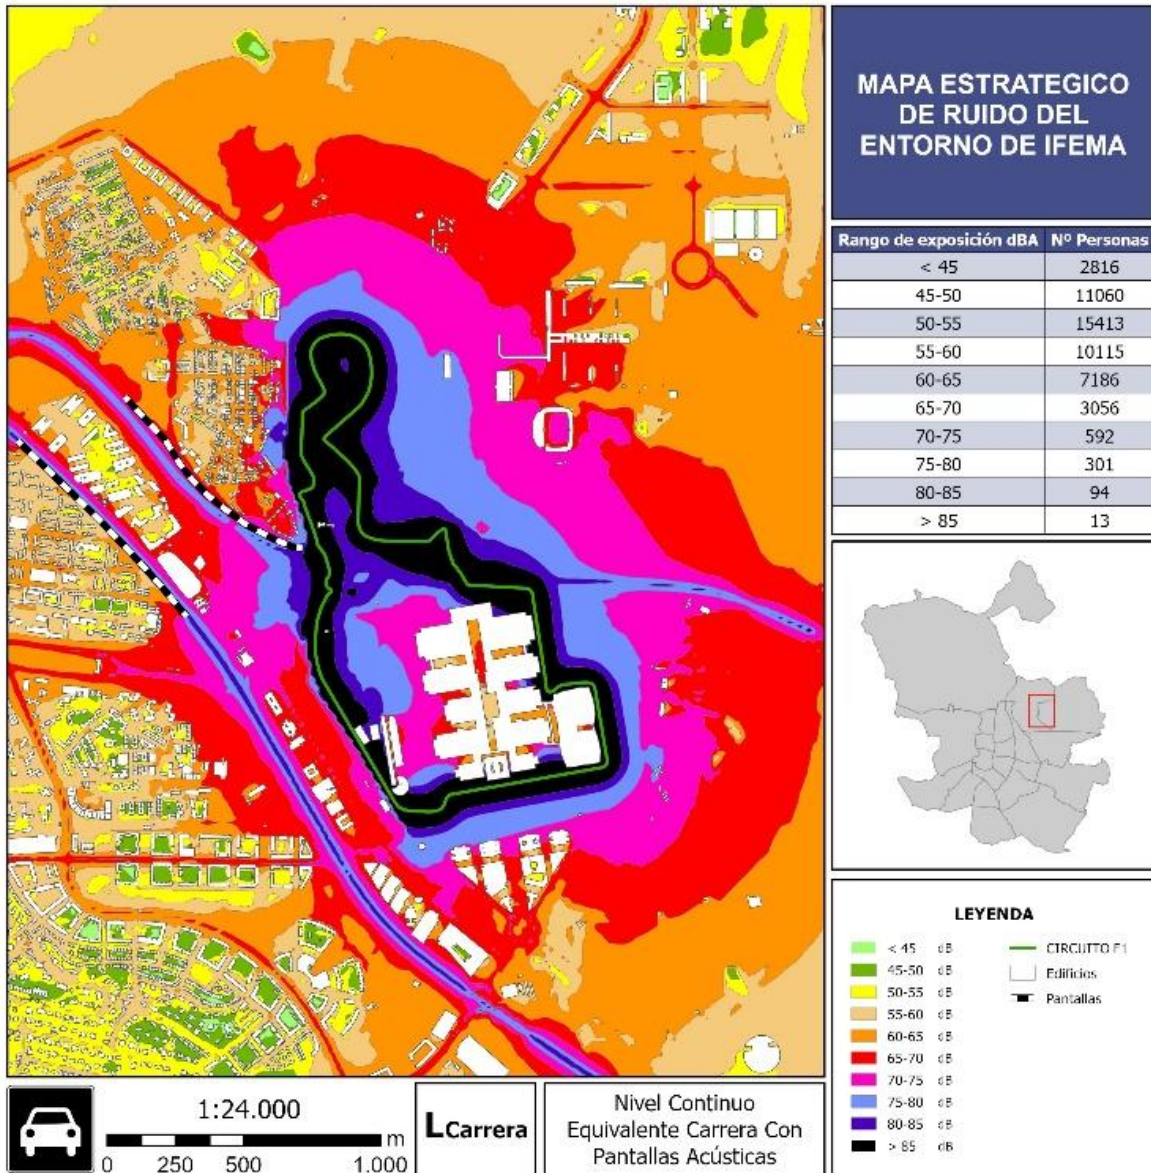 MAPA ESTRATEGICO
DE RUIDO DEL
ENTORNO DE IFEMA
Rango de exposición dBA Nº Personas
< 45 2816
45-50 11060
50-55 15413
55-60 10115
60-65 7186
65-70 3056
70-75 592
75-80 301
80-85 94
> 85 13
LEYENDA
< 45 dB
45-50 dB
50-55 dB
55-60 dB
60-65 dB
65-70 dB
70-75 dB
75-80 dB
80-85 dB
> 85 dB
CIRCUITO F1
Edificios
Pantallas
1:24.000
m
0 250 500 1.000
LCarrera
Nivel Continuo
Equivalente Carrera Con
Pantallas Acústicas